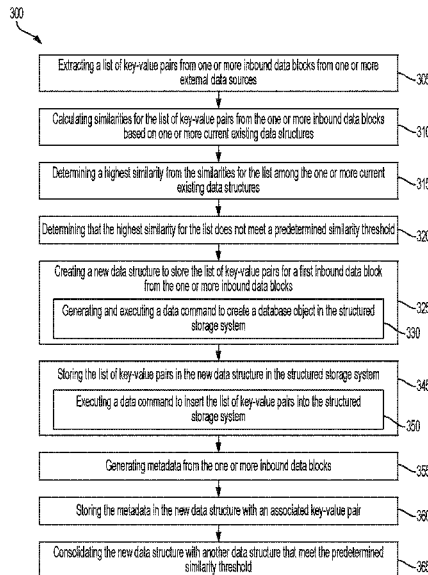 300
Extracting a list of key-value pairs from one or more inbound data blocks from one or more
external data sources
305
Calculating similarities for the list of key-value pairs from the one or more inbound data blocks
based on one or more current existing data structures
310
Determining a highest similarity from the similarities for the list among the one or more current
existing data structures
315
Determining that the highest similarity for the list does not meet a predetermined similarity threshold
320
Creating a new data structure to store the list of key-value pairs for a first inbound data block
from the one or more inbound data blocks
325
Generating and executing a data command to create a database object in the structured
storage system
330
Storing the list of key-value pairs in the new data structure in the structured storage system
345
Executing a data command to insert the list of key-value pairs into the structured
storage system
350
Generating metadata from the one or more inbound data blocks
355
Storing the metadata in the new data structure with an associated key-value pair
360
Consolidating the new data structure with another data structure that meet the predetermined
similarity threshold
365